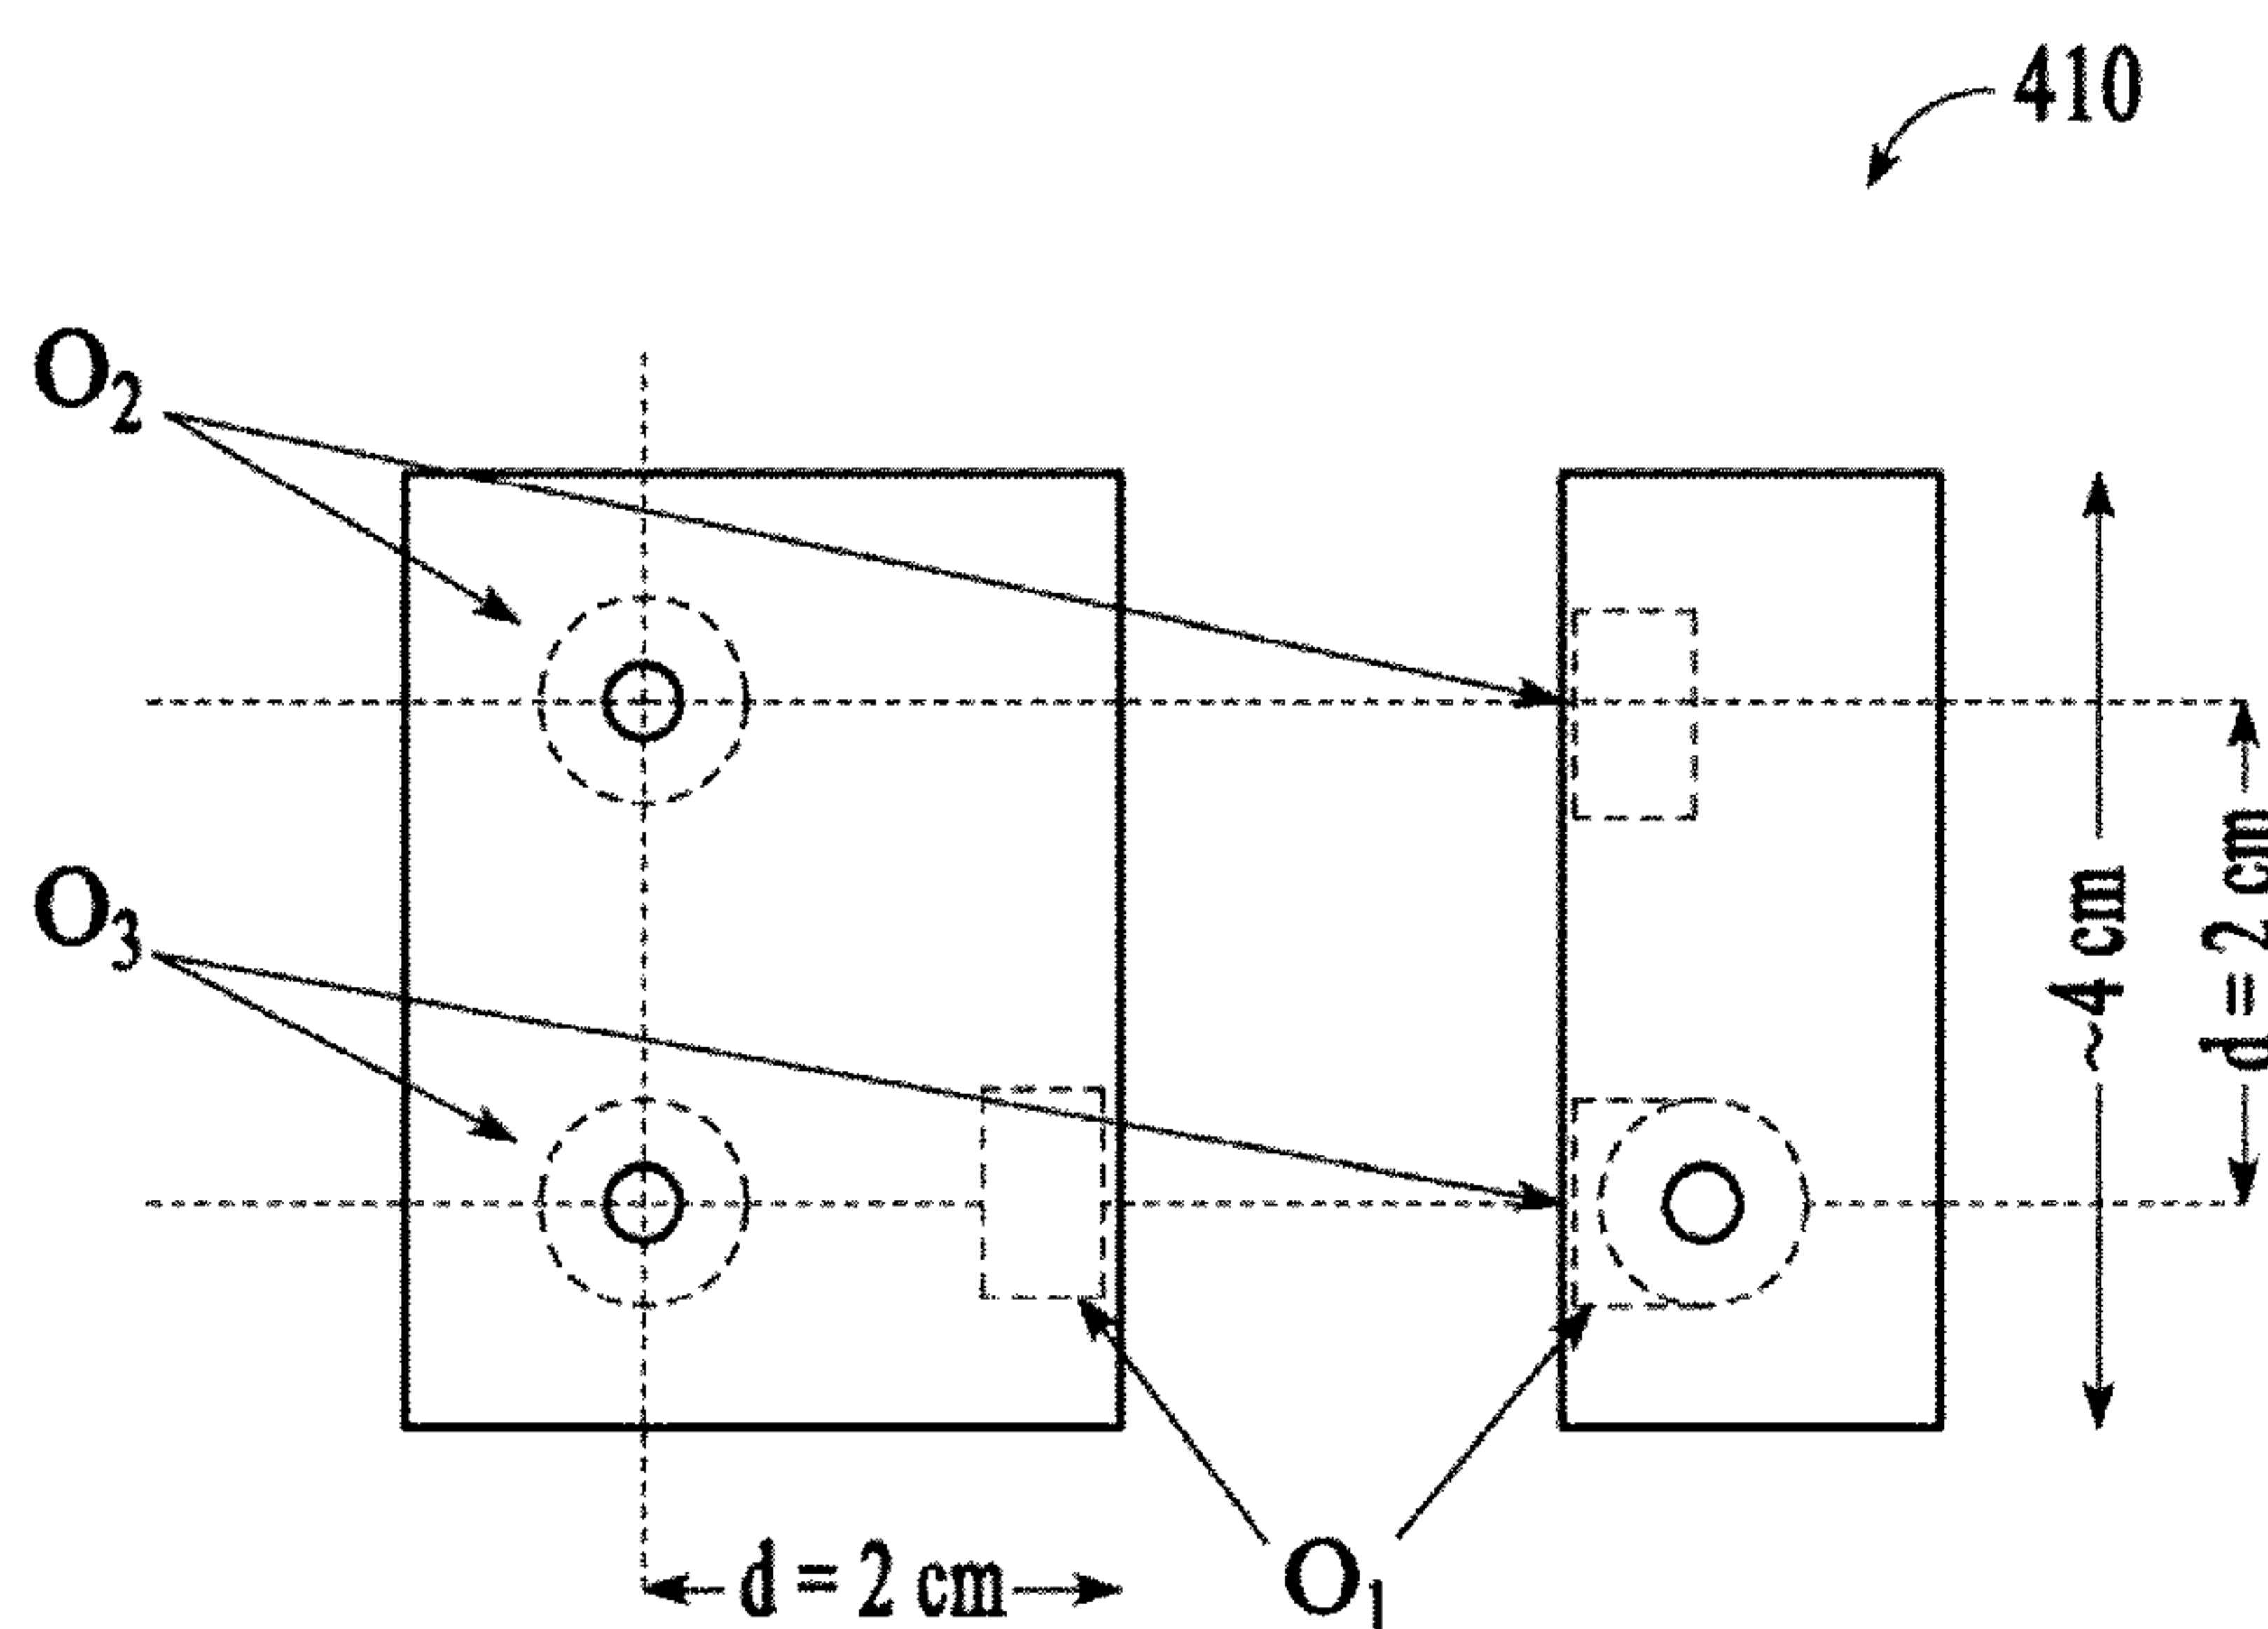 410
O₂
O₃
~4 cm
d = 2 cm
d = 2 cm
O₁